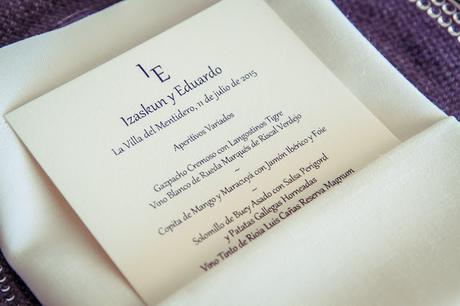 IE
Izaskun y Eduardo
La Villa del Mentidero, 11 de julio de 2015
Aperitivos Variados
Gazpacho Cremoso con Langostinos Tigre
Vino Blanco de Rueda Marqués de Riscal Verdejo
~
Copita de Mango y Maracuyá con Jamón Ibérico y Foie
~
Solomillo de Buey Asado con Salsa Perigord
y Patatas Gallegas Horneadas
Vino Tinto de Rioja Luis Cañas Reserva Magnum